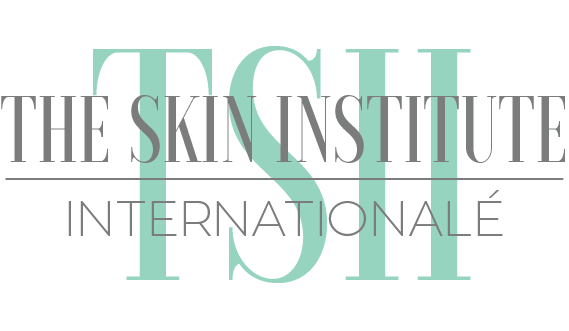 TSII
THE SKIN INSTITUTE
INTERNATIONALÉ